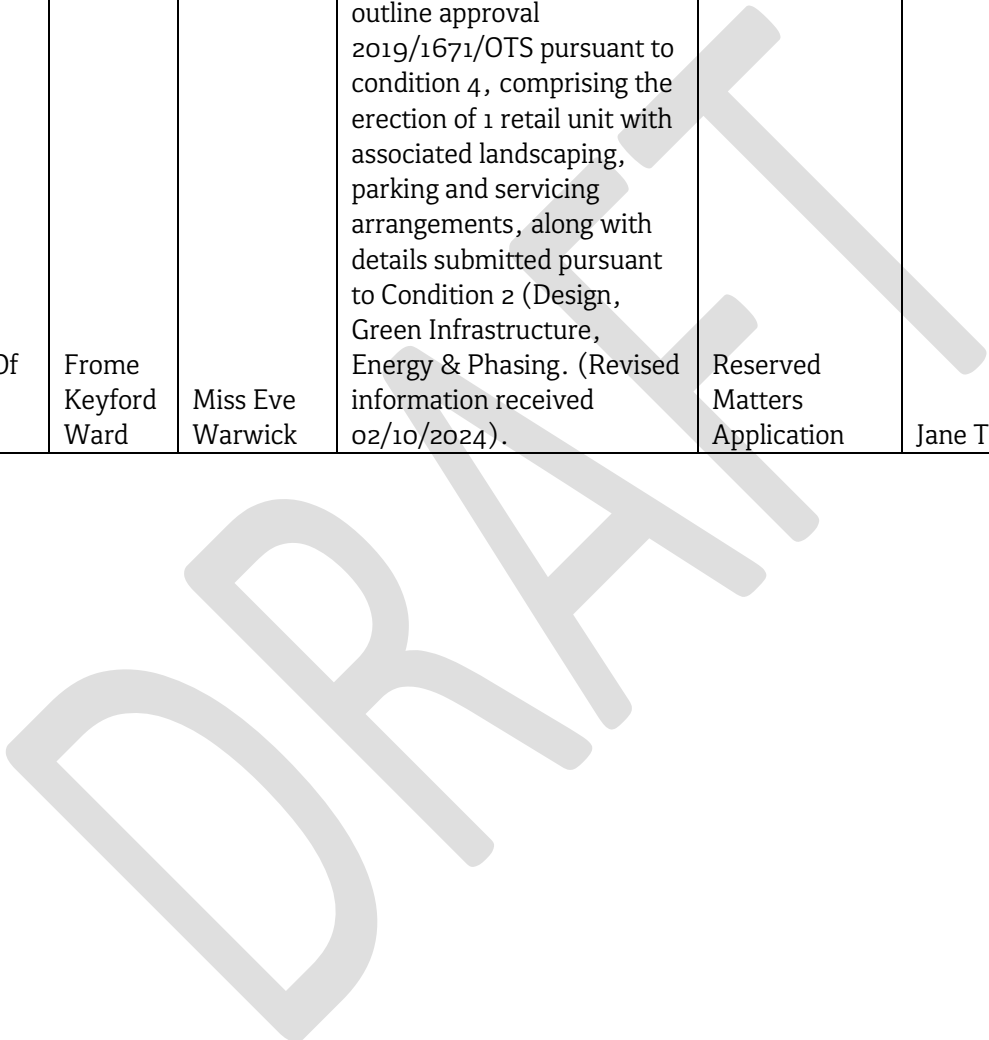 outline approval
2019/1671/OTS pursuant to
condition 4, comprising the
erection of 1 retail unit with
associated landscaping,
parking and servicing
arrangements, along with
details submitted pursuant
to Condition 2 (Design,
Green Infrastructure,
Of Frome Energy & Phasing. (Revised Reserved
Keyford Miss Eve information received Matters
Ward Warwick 02/10/2024). Application Jane T
DRAFT